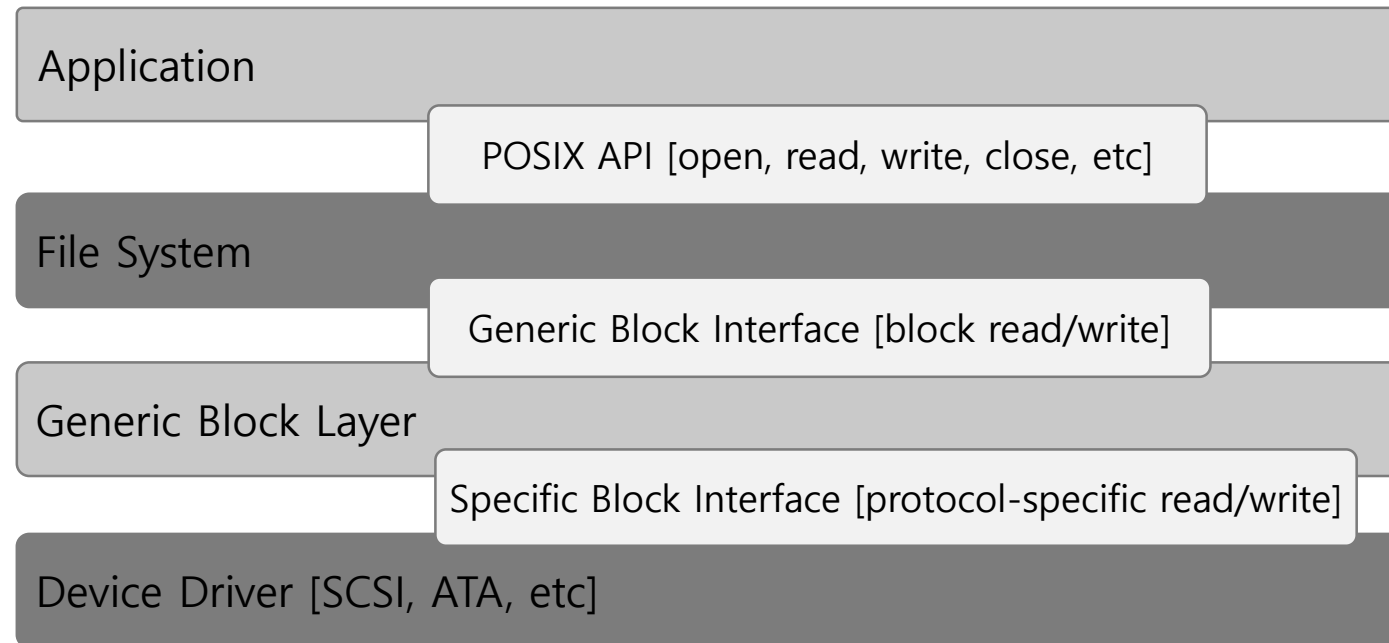 Application
POSIX API [open, read, write, close, etc]
File System
Generic Block Interface [block read/write]
Generic Block Layer
Specific Block Interface [protocol-specific read/write]
Device Driver [SCSI, ATA, etc]